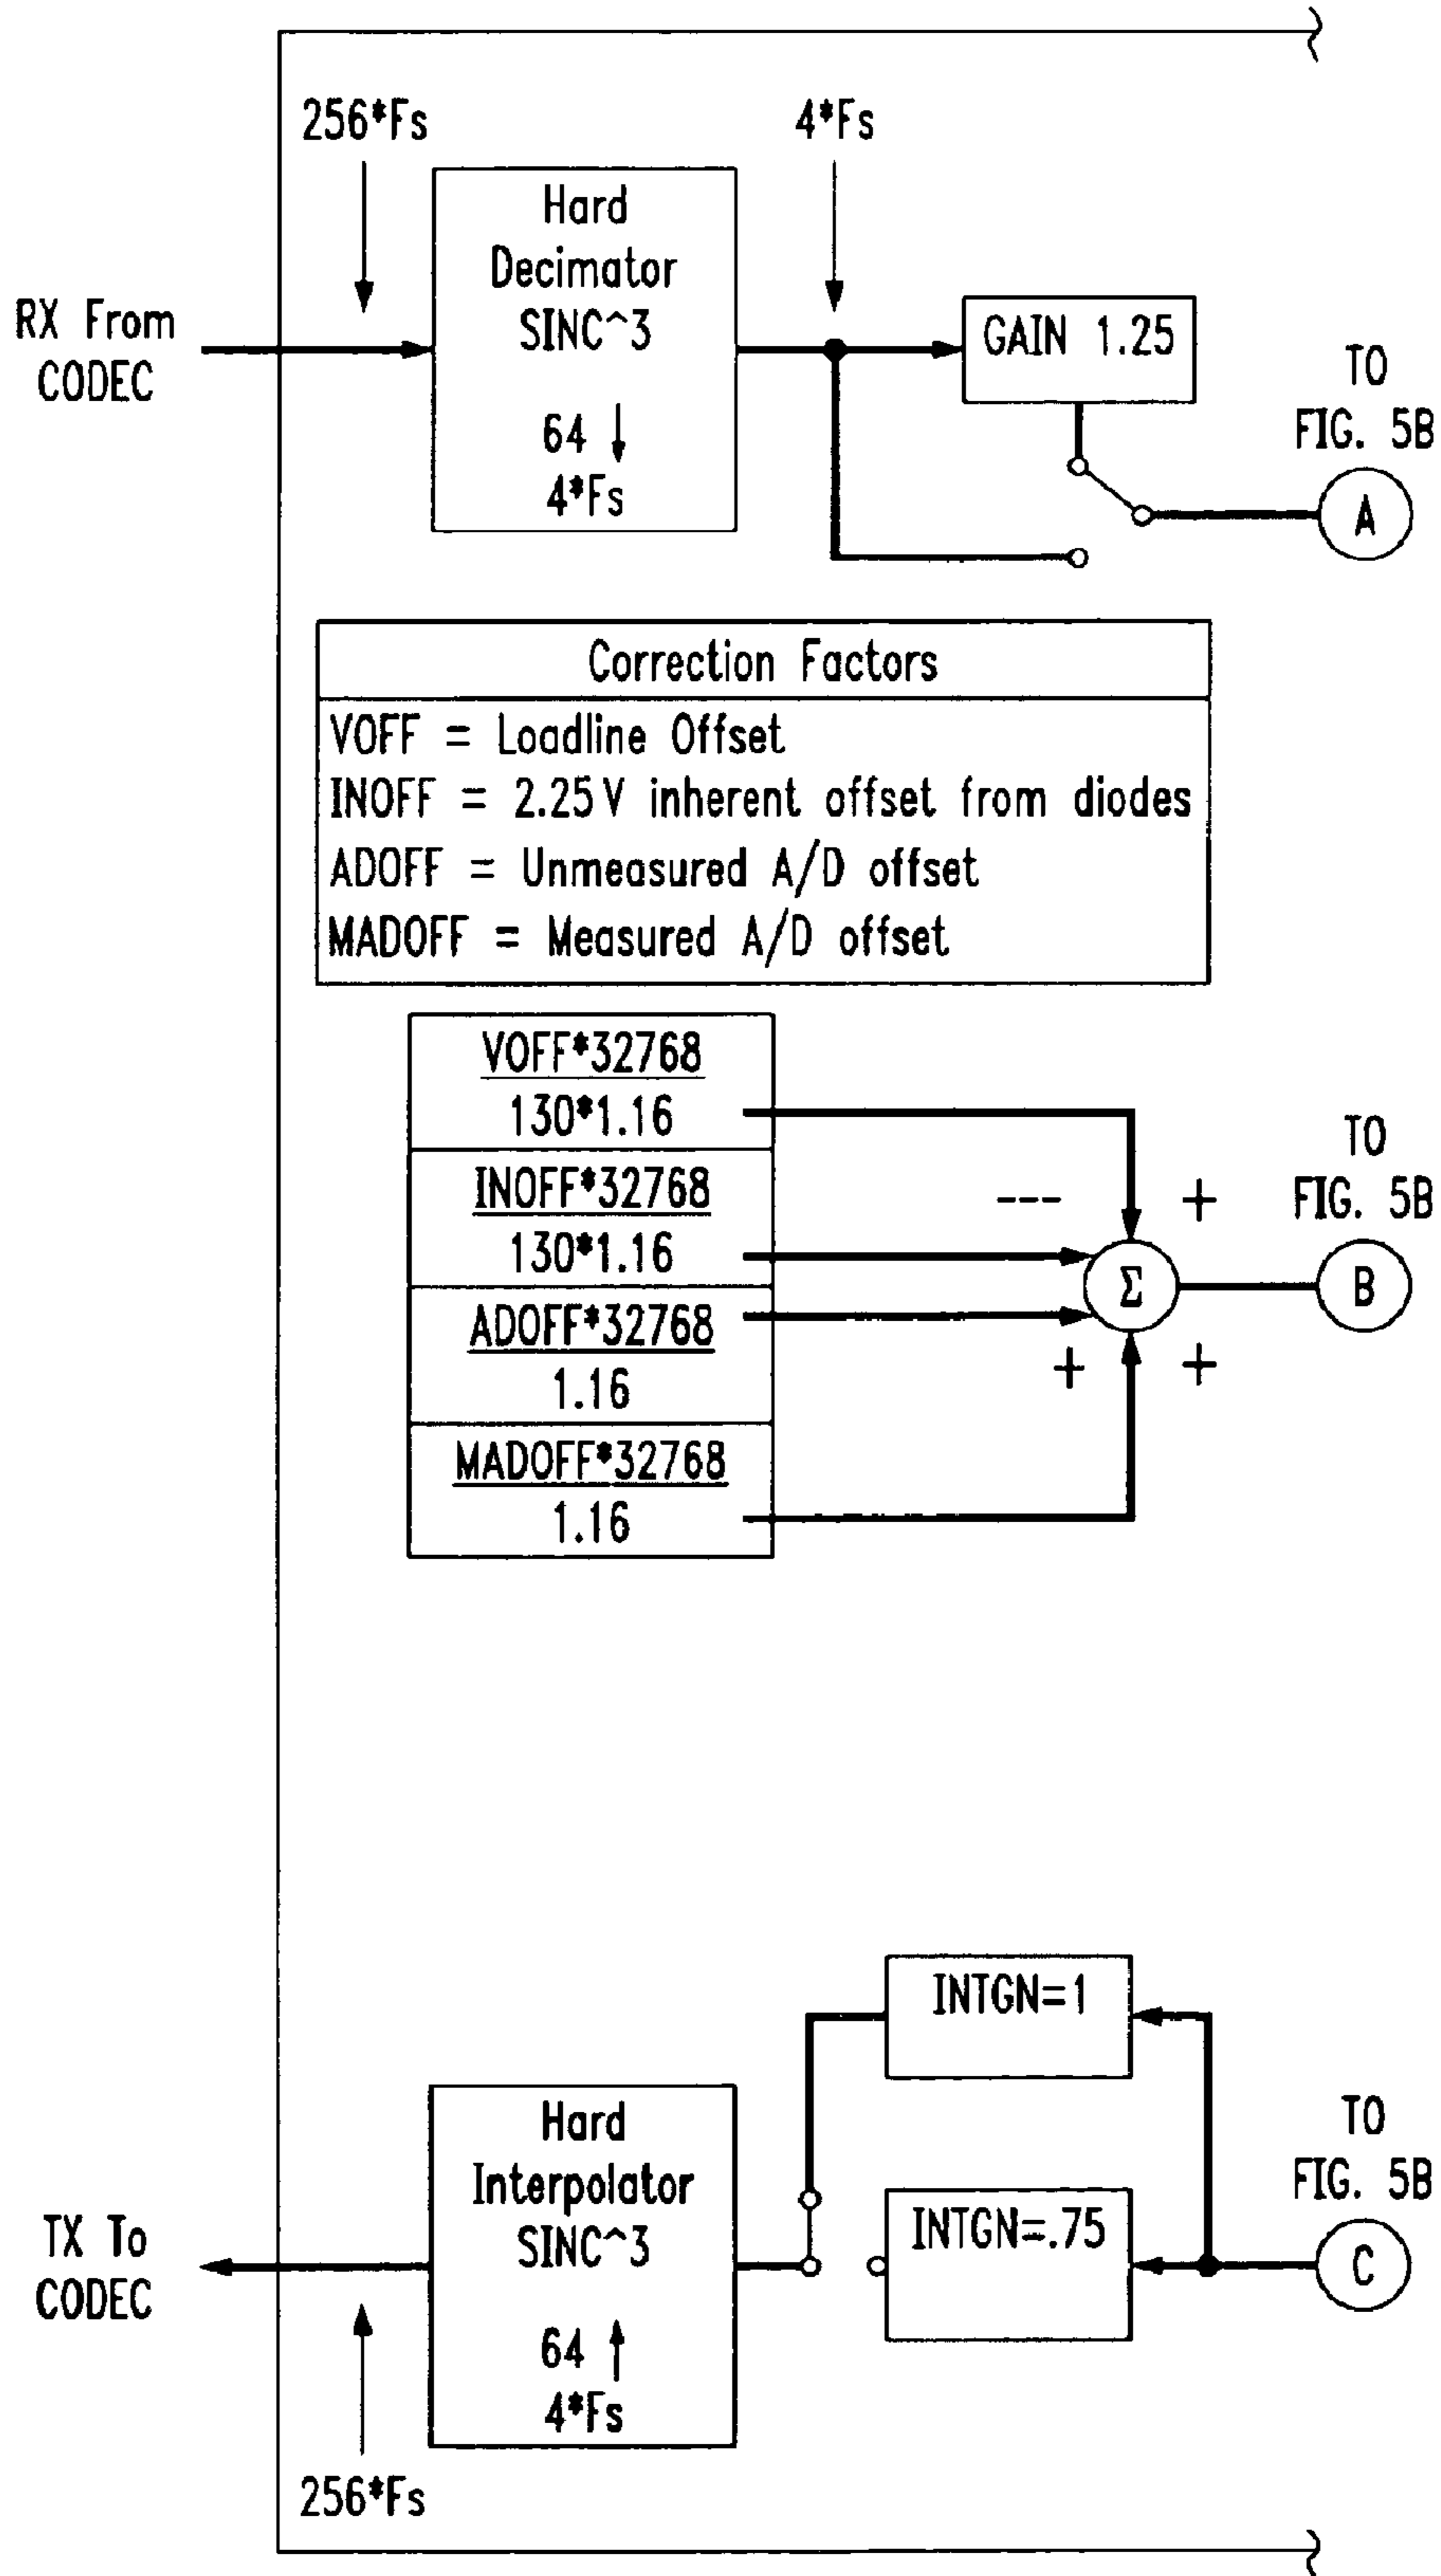 256*Fs
4*Fs
Hard
Decimator
SINC^3
64
4*Fs
RX From
CODEC
GAIN 1.25
TO
FIG. 5B
A
Correction Factors
VOFF = Loadline Offset
INOFF = 2.25V inherent offset from diodes
ADOFF = Unmeasured A/D offset
MADOFF = Measured A/D offset
VOFF*32768
130*1.16
INOFF*32768
130*1.16
ADOFF*32768
1.16
MADOFF*32768
1.16
--- +
Σ
+ +
TO
FIG. 5B
B
INTGN=1
INTGN=.75
Hard
Interpolator
SINC^3
64
4*Fs
TX To
CODEC
256*Fs
TO
FIG. 5B
C